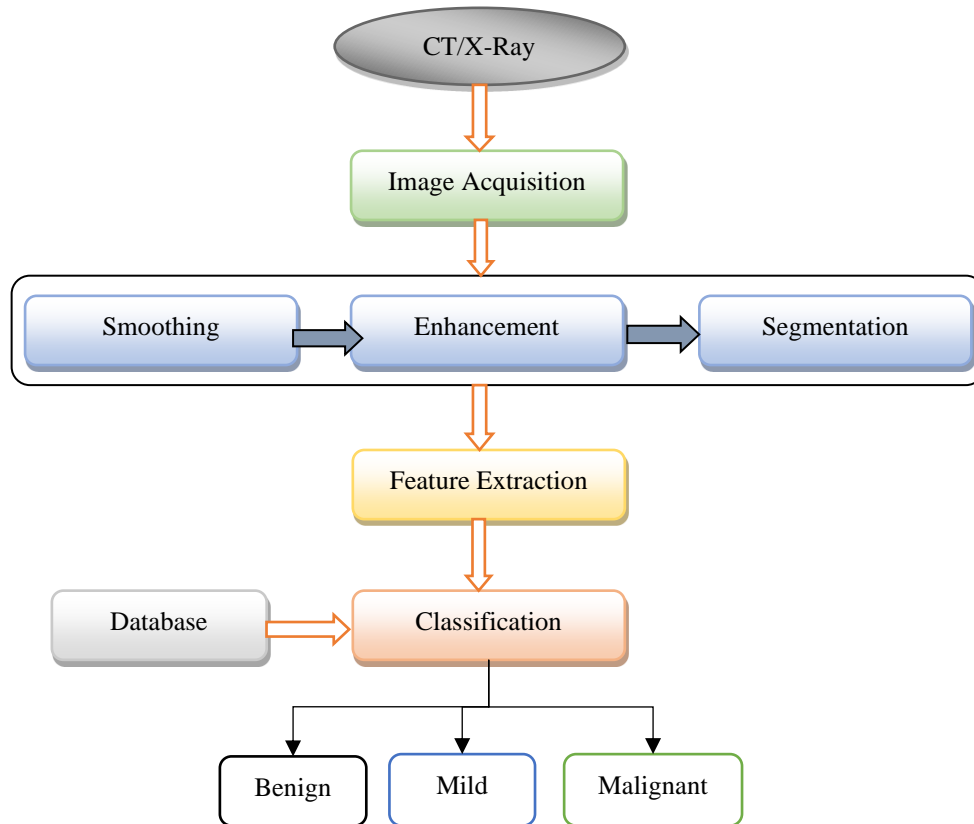 CT/X-Ray
Image Acquisition
Smoothing
Enhancement
Segmentation
Feature Extraction
Database
Classification
Benign
Mild
Malignant